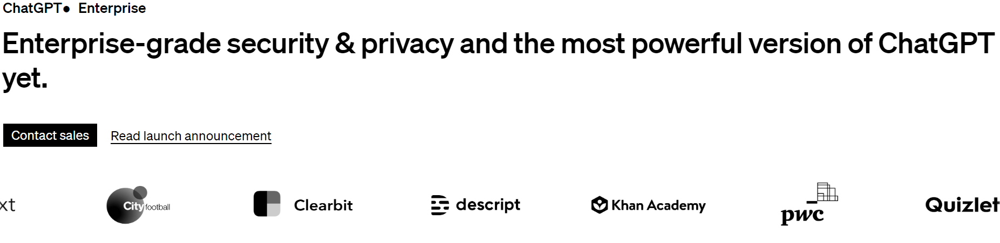 ChatGPT● Enterprise
Enterprise-grade security & privacy and the most powerful version of ChatGPT
yet.
Contact sales Read launch announcement
xt City football Clearbit descript Khan Academy pwc Quizlet